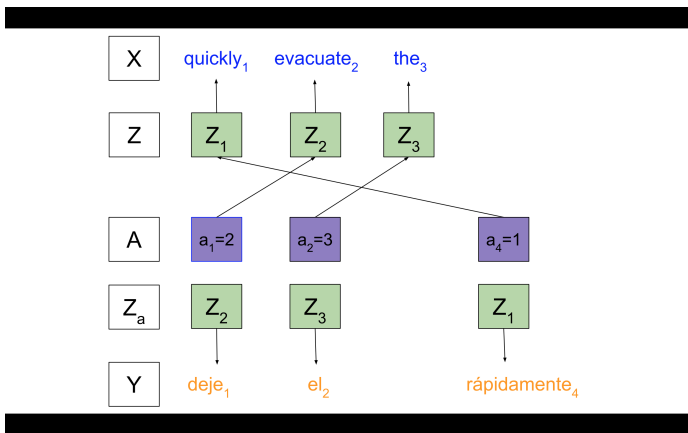 X quickly₁ evacuate₂ the₃
Z Z₁ Z₂ Z₃
A a₁=2 a₂=3 a₄=1
Zₐ Z₂ Z₃ Z₁
Y deje₁ el₂ rápidamente₄